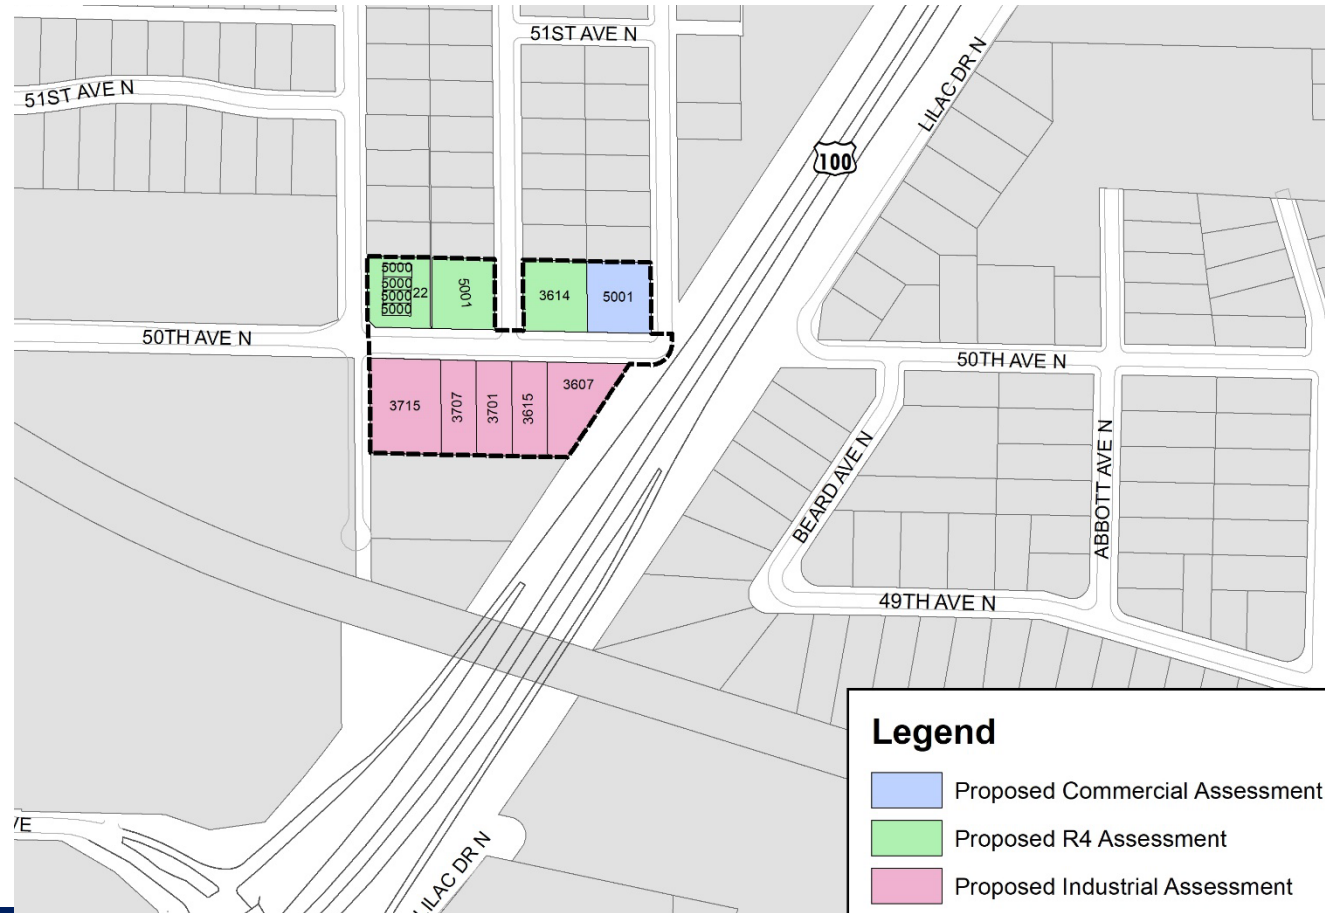 51ST AVE N
51ST AVE N
LILAC DR N
100
5000
5000
5000
5000
22
5001
3614
5001
50TH AVE N
50TH AVE N
3715
3707
3701
3615
3607
BEARD AVE N
ABBOTT AVE N
49TH AVE N
Legend
Proposed Commercial Assessment
Proposed R4 Assessment
Proposed Industrial Assessment
VE
LILAC DR N